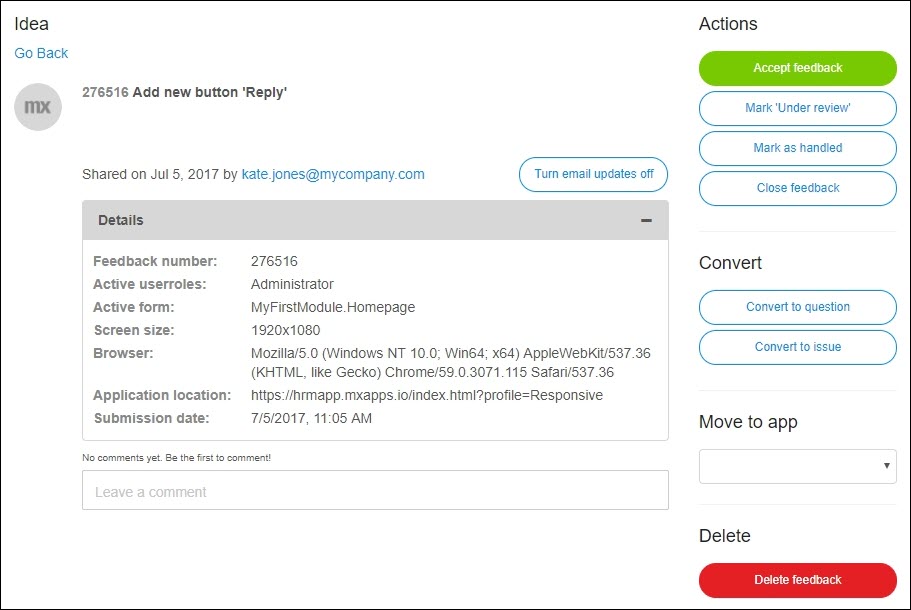 Idea
Go Back
mx
276516 Add new button 'Reply'
Shared on Jul 5, 2017 by kate.jones@mycompany.com
Turn email updates off
Details
Feedback number: 276516
Active userroles: Administrator
Active form: MyFirstModule.Homepage
Screen size: 1920x1080
Browser: Mozilla/5.0 (Windows NT 10.0; Win64; x64) AppleWebKit/537.36
(KHTML, like Gecko) Chrome/59.0.3071.115 Safari/537.36
Application location: https://hrmapp.mxapps.io/index.html?profile=Responsive
Submission date: 7/5/2017, 11:05 AM
No comments yet. Be the first to comment!
Leave a comment
Actions
Accept feedback
Mark 'Under review'
Mark as handled
Close feedback
Convert
Convert to question
Convert to issue
Move to app
Delete
Delete feedback